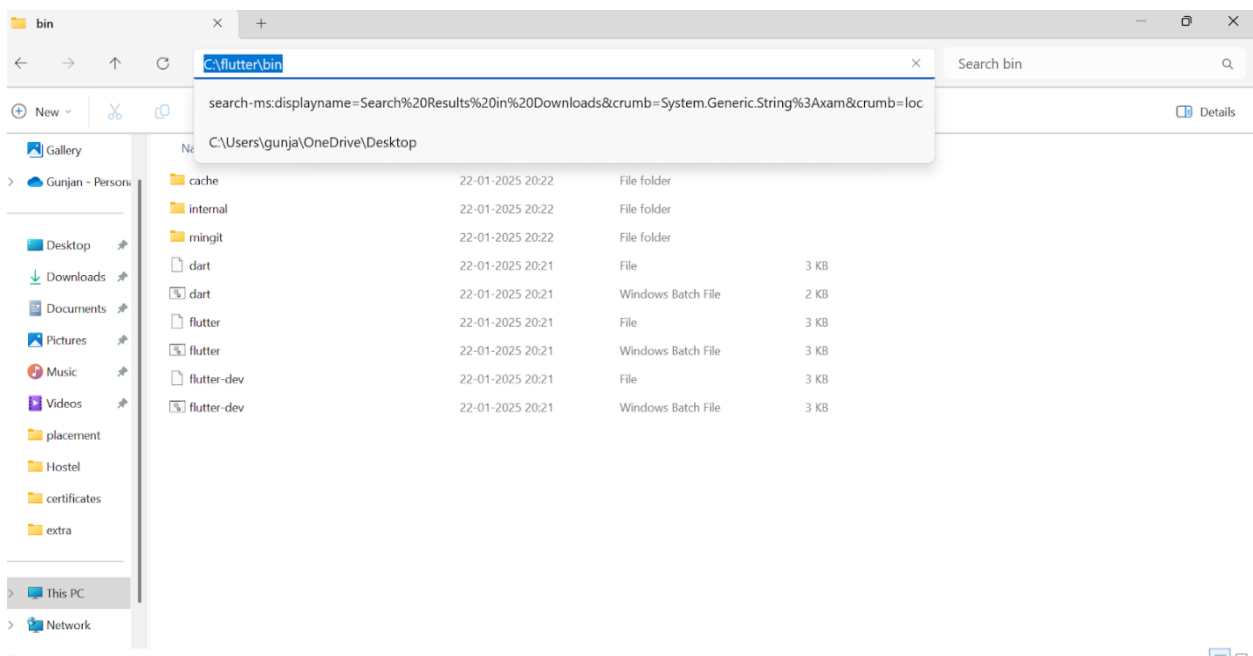 bin
C:\flutter\bin
Search bin
New
search-ms:displayname=Search%20Results%20in%20Downloads&crumb=System.Generic.String%3Axam&crumb=loc
Details
C:\Users\gunja\OneDrive\Desktop
Gallery
Gunjan - Persona
Desktop
Downloads
Documents
Pictures
Music
Videos
placement
Hostel
certificates
extra
This PC
Network
Na
cache 22-01-2025 20:22 File folder
internal 22-01-2025 20:22 File folder
mingit 22-01-2025 20:22 File folder
dart 22-01-2025 20:21 File 3 KB
dart 22-01-2025 20:21 Windows Batch File 2 KB
flutter 22-01-2025 20:21 File 3 KB
flutter 22-01-2025 20:21 Windows Batch File 3 KB
flutter-dev 22-01-2025 20:21 File 3 KB
flutter-dev 22-01-2025 20:21 Windows Batch File 3 KB